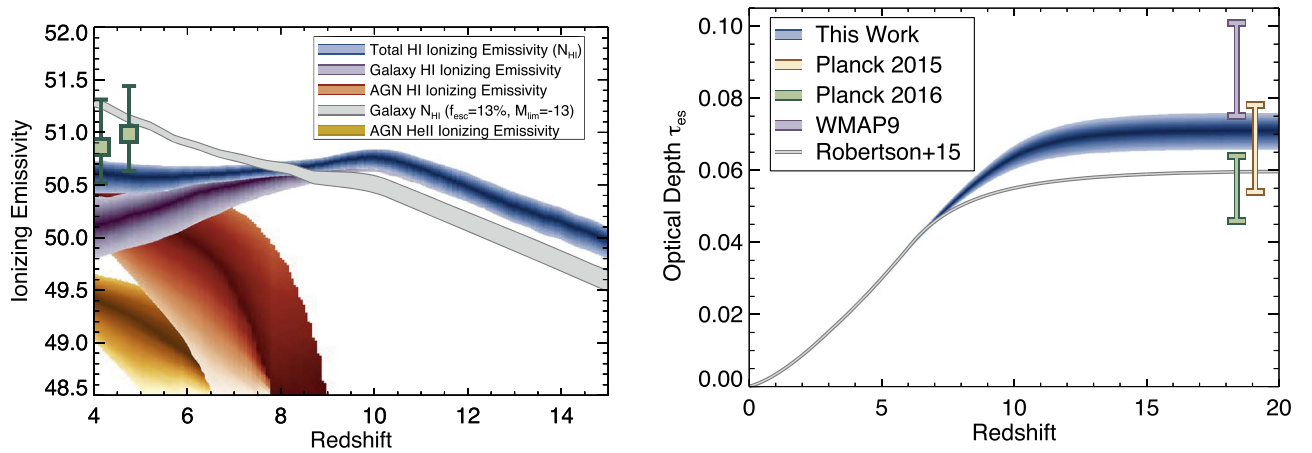 52.0
51.5
51.0
50.5
50.0
49.5
49.0
48.5
Ionizing Emissivity
4
6
8
10
12
14
Redshift
Total HI Ionizing Emissivity (N_HI)
Galaxy HI Ionizing Emissivity
AGN HI Ionizing Emissivity
Galaxy N_HI (f_esc=13%, M_lim=-13)
AGN HeII Ionizing Emissivity
0.10
0.08
0.06
0.04
0.02
0.00
Optical Depth τ_es
0
5
10
15
20
Redshift
This Work
Planck 2015
Planck 2016
WMAP9
Robertson+15